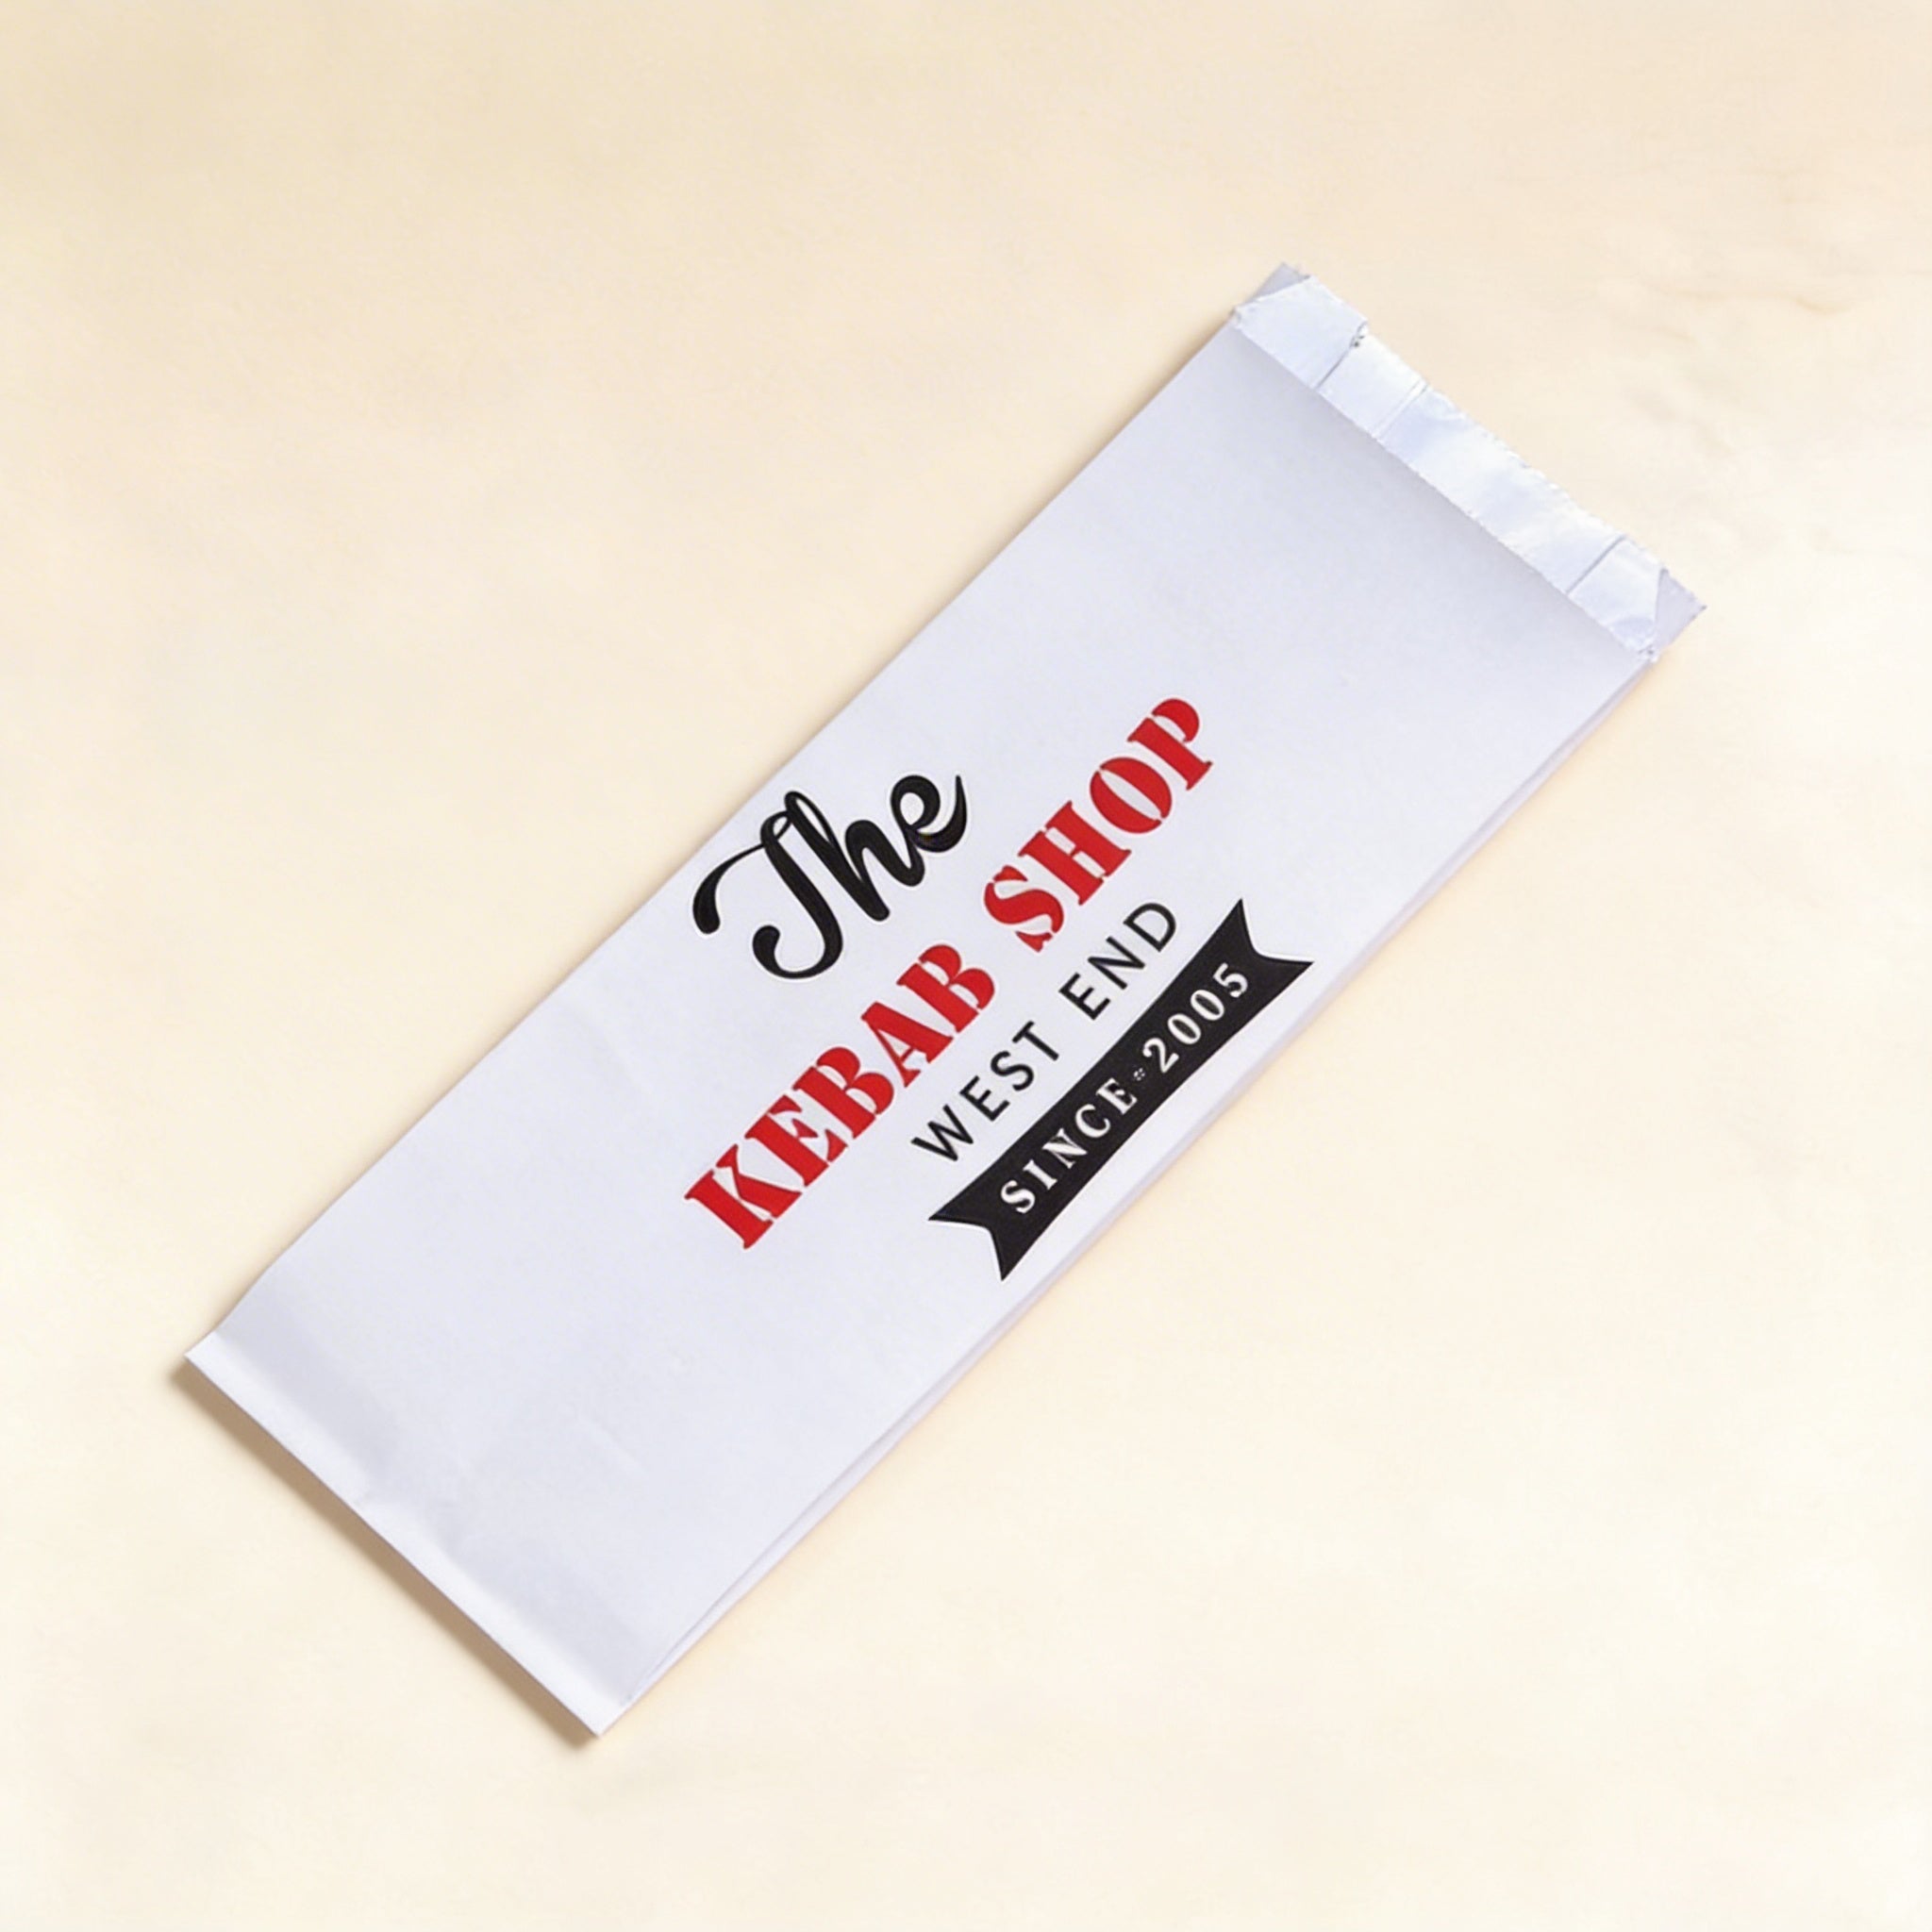 The
KEBAB SHOP
WEST END
SINCE 2005